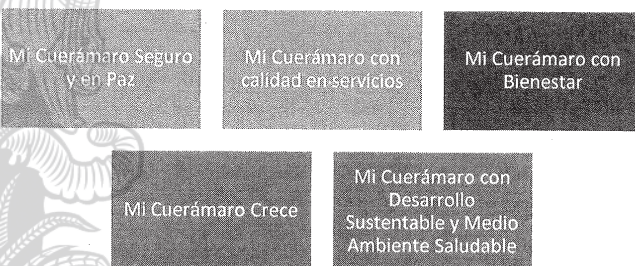 Mi Cuerámaro Seguro
y en Paz
Mi Cuerámaro con
calidad en servicios
Mi Cuerámaro con
Bienestar
Mi Cuerámaro Crece
Mi Cuerámaro con
Desarrollo
Sustentable y Medio
Ambiente Saludable